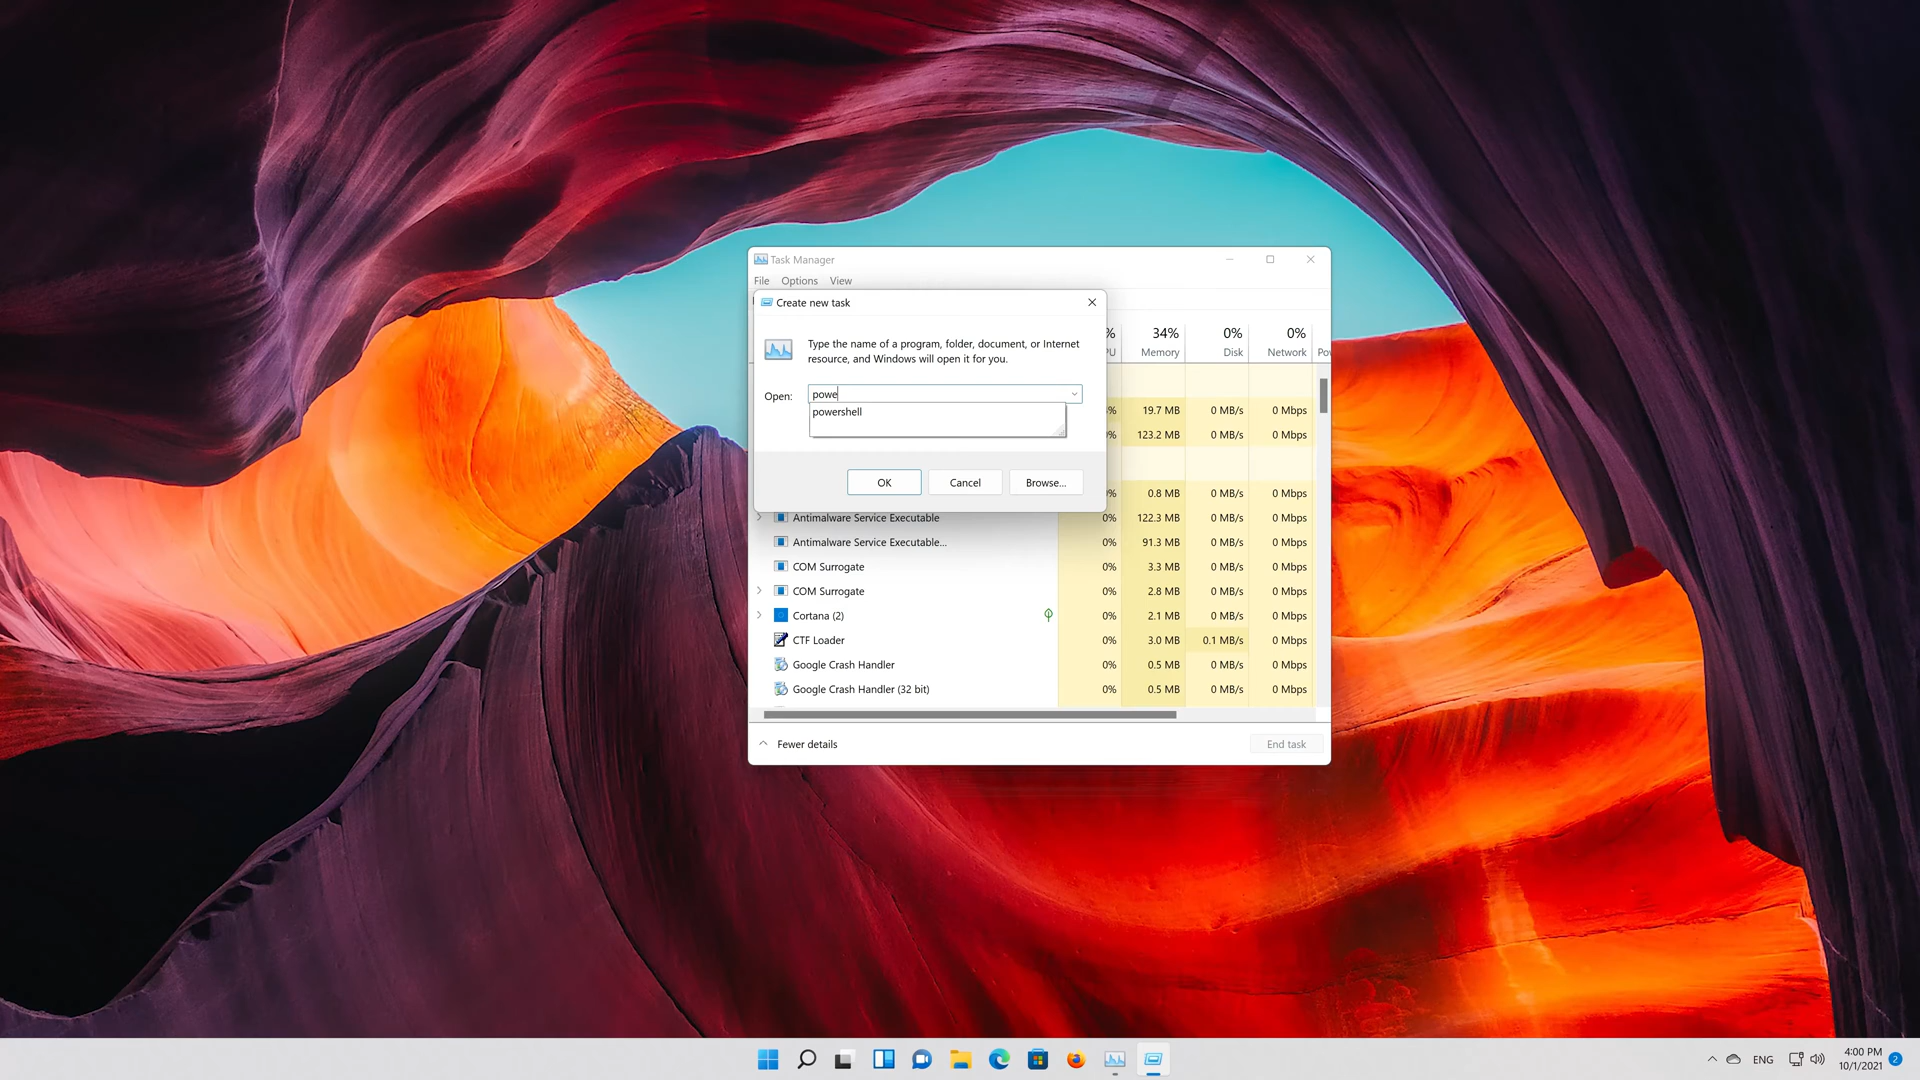 Task Manager
File Options View
Create new task
Type the name of a program, folder, document, or Internet
resource, and Windows will open it for you.
Open: powe
powershell
OK Cancel Browse...
% 34% 0% 0%
PU Memory Disk Network Po
% 19.7 MB 0 MB/s 0 Mbps
% 123.2 MB 0 MB/s 0 Mbps
% 0.8 MB 0 MB/s 0 Mbps
Antimalware Service Executable 0% 122.3 MB 0 MB/s 0 Mbps
Antimalware Service Executable... 0% 91.3 MB 0 MB/s 0 Mbps
COM Surrogate 0% 3.3 MB 0 MB/s 0 Mbps
COM Surrogate 0% 2.8 MB 0 MB/s 0 Mbps
Cortana (2) 0% 2.1 MB 0 MB/s 0 Mbps
CTF Loader 0% 3.0 MB 0.1 MB/s 0 Mbps
Google Crash Handler 0% 0.5 MB 0 MB/s 0 Mbps
Google Crash Handler (32 bit) 0% 0.5 MB 0 MB/s 0 Mbps
Fewer details End task
ENG 4:00 PM 2
10/1/2021